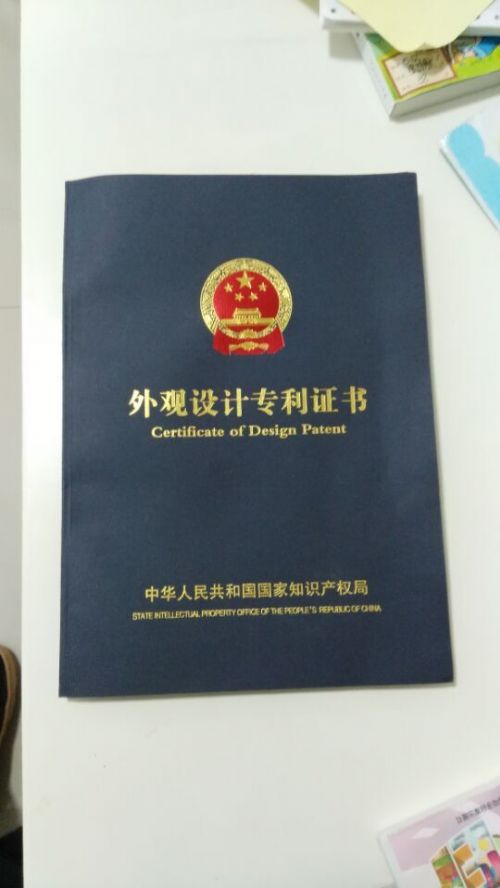 外观设计专利证书
Certificate of Design Patent
中华人民共和国国家知识产权局
STATE INTELLECTUAL PROPERTY OFFICE OF THE PEOPLE'S REPUBLIC OF CHINA